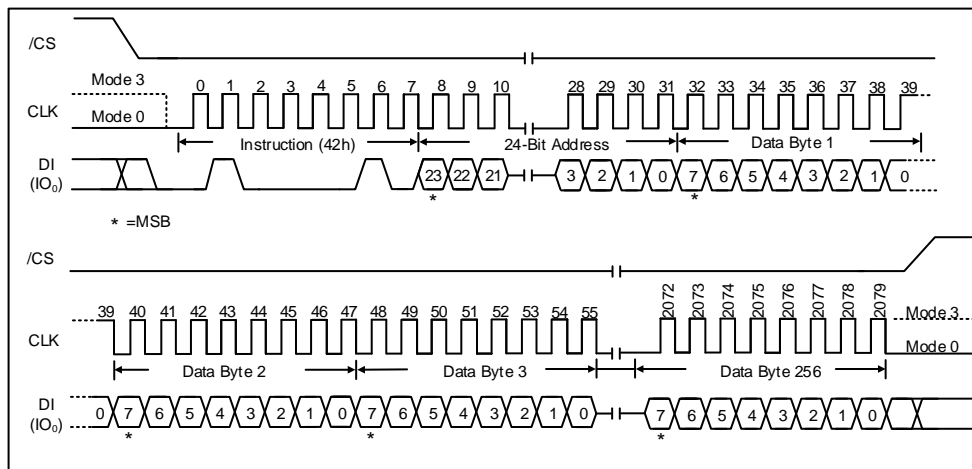 /CS
Mode 3
0 1 2 3 4 5 6 7 8 9 10 28 29 30 31 32 33 34 35 36 37 38 39
CLK
Mode 0
Instruction (42h) 24-Bit Address Data Byte 1
DI
(IO₀)
23 22 21 3 2 1 0 7 6 5 4 3 2 1 0
* *
* =MSB
/CS
39 40 41 42 43 44 45 46 47 48 49 50 51 52 53 54 55 2072 2073 2074 2075 2076 2077 2078 2079
Mode 3
CLK
Mode 0
Data Byte 2 Data Byte 3 Data Byte 256
DI
(IO₀)
0 7 6 5 4 3 2 1 0 7 6 5 4 3 2 1 0 7 6 5 4 3 2 1 0
* * *